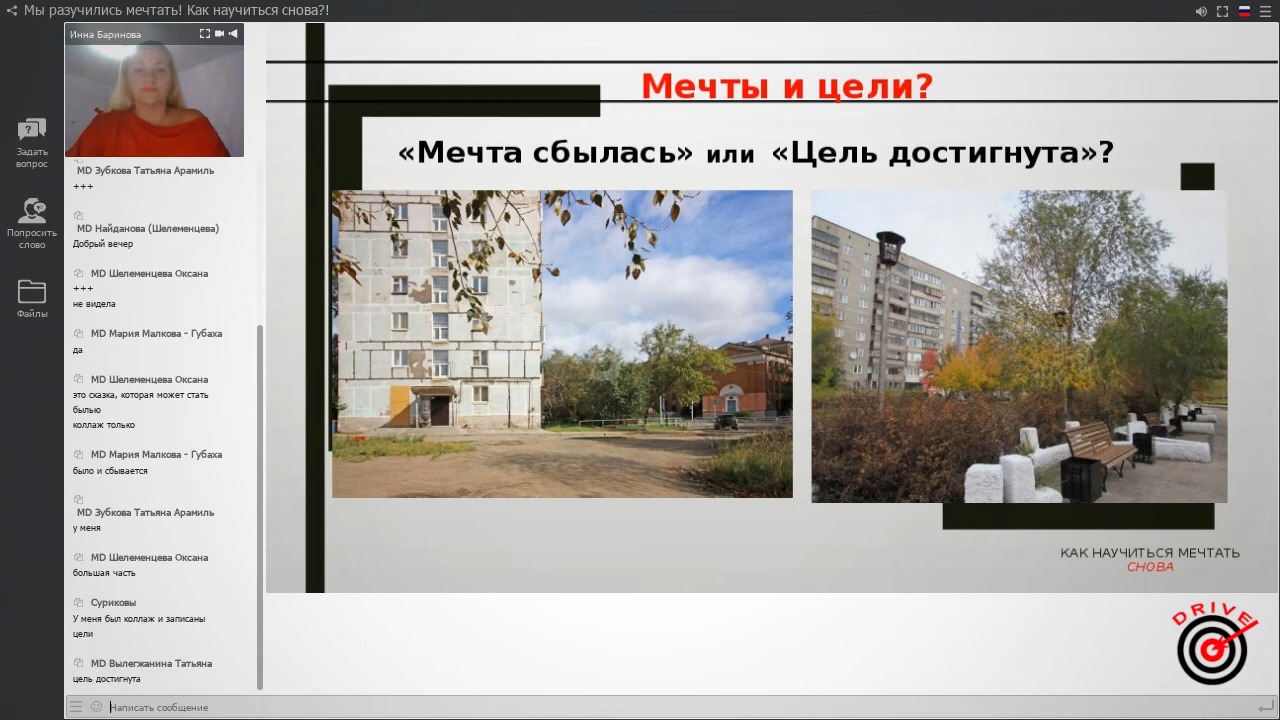 Мы разучились мечтать! Как научиться снова?!
Инна Баринова
Задать
вопрос
Попросить
слово
Файлы
MD Зубкова Татьяна Арамиль
+++
MD Найданова (Шелеменцева)
Добрый вечер
MD Шелеменцева Оксана
+++
не видела
MD Мария Малкова - Губаха
да
MD Шелеменцева Оксана
это сказка, которая может стать
былью
коллаж только
MD Мария Малкова - Губаха
было и сбывается
MD Зубкова Татьяна Арамиль
у меня
MD Шелеменцева Оксана
большая часть
Суриковы
У меня был коллаж и записаны
цели
MD Вылегжанина Татьяна
цель достигнута
Написать сообщение
Мечты и цели?
«Мечта сбылась» или «Цель достигнута»?
КАК НАУЧИТЬСЯ МЕЧТАТЬ
СНОВА
DRIVE